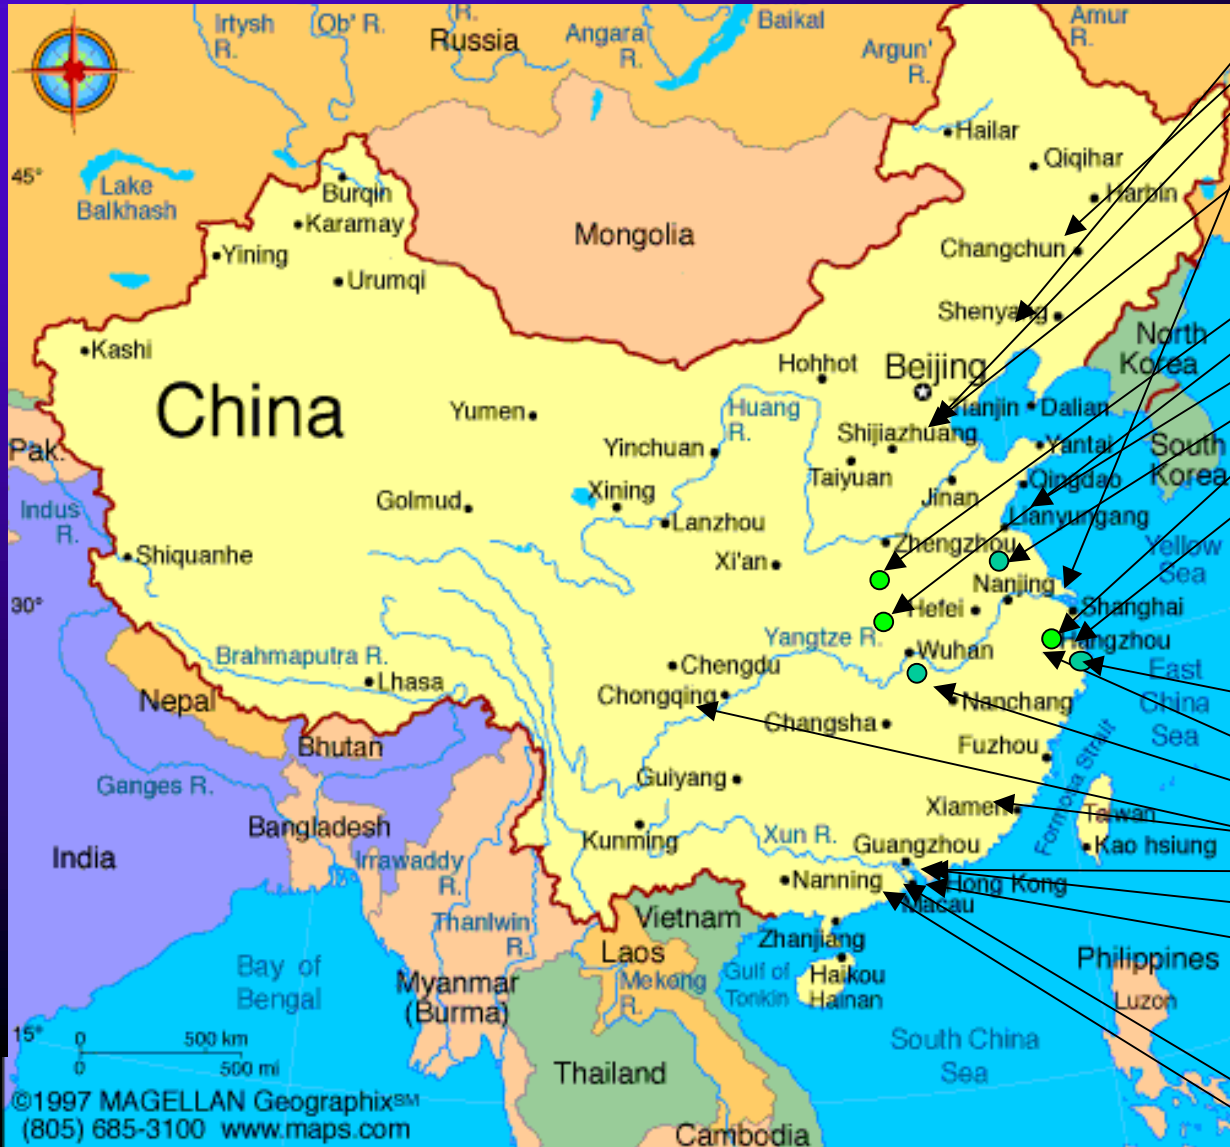 Irtysh
R.
Ob' R.
R.
Russia
Angara
R.
Baikal
Argun'
R.
Amur
R.
Hailar
Qiqihar
Harbin
45°
Lake
Balkhash
Burqin
Karamay
Yining
Urumqi
Mongolia
Changchun
Shenyang
North
Korea
Kashi
China
Hohhot
Beijing
Tianjin
Dalian
Yumen
Huang
R.
Shijiazhuang
Yantai
South
Korea
Pak.
Yinchuan
Taiyuan
Qingdao
Jinan
Golmud
Xining
Lanzhou
Lianyungang
Indus
R.
Zhengzhou
Yellow
Sea
Shiquanhe
Xi'an
Nanjing
30°
Hefei
Shanghai
Yangtze R.
Hangzhou
Wuhan
Brahmaputra R.
Lhasa
Chengdu
Chongqing
East
China
Sea
Nepal
Nanchang
Changsha
Bhutan
Fuzhou
Formosa Strait
Ganges R.
Guiyang
Xiamen
Taiwan
Bangladesh
Kunming
Xun R.
Guangzhou
Kao hsiung
India
Irrawaddy
R.
Nanning
Hong Kong
Macau
Thanlwin
R.
Vietnam
Zhanjiang
Laos
Philippines
Bay of
Bengal
Myanmar
(Burma)
Mekong
R.
Gulf of
Tonkin
Haikou
Hainan
Luzon
15°
0
500 km
500 mi
South China
Sea
Thailand
©1997 MAGELLAN Geographix℠
(805) 685-3100 www.maps.com
Cambodia